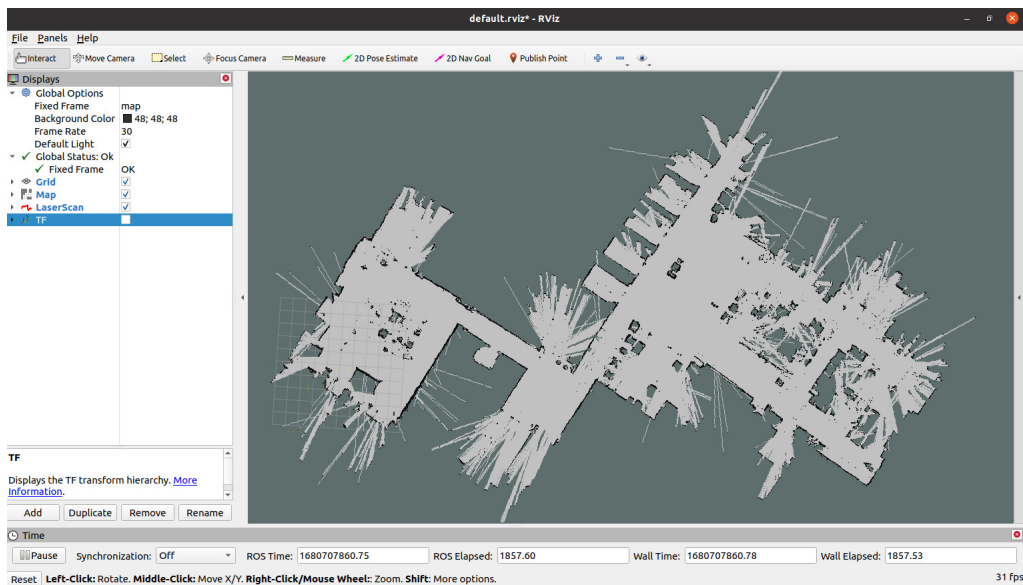 default.rviz* - RViz
File Panels Help
Interact Move Camera Select Focus Camera Measure 2D Pose Estimate 2D Nav Goal Publish Point
Displays
Global Options
Fixed Frame map
Background Color 48; 48; 48
Frame Rate 30
Default Light
Global Status: Ok
Fixed Frame OK
Grid
Map
LaserScan
TF
TF
Displays the TF transform hierarchy. More
Information.
Add Duplicate Remove Rename
Time
Pause Synchronization: Off ROS Time: 1680707860.75 ROS Elapsed: 1857.60 Wall Time: 1680707860.78 Wall Elapsed: 1857.53
Reset Left-Click: Rotate. Middle-Click: Move X/Y. Right-Click/Mouse Wheel:: Zoom. Shift: More options. 31 fps